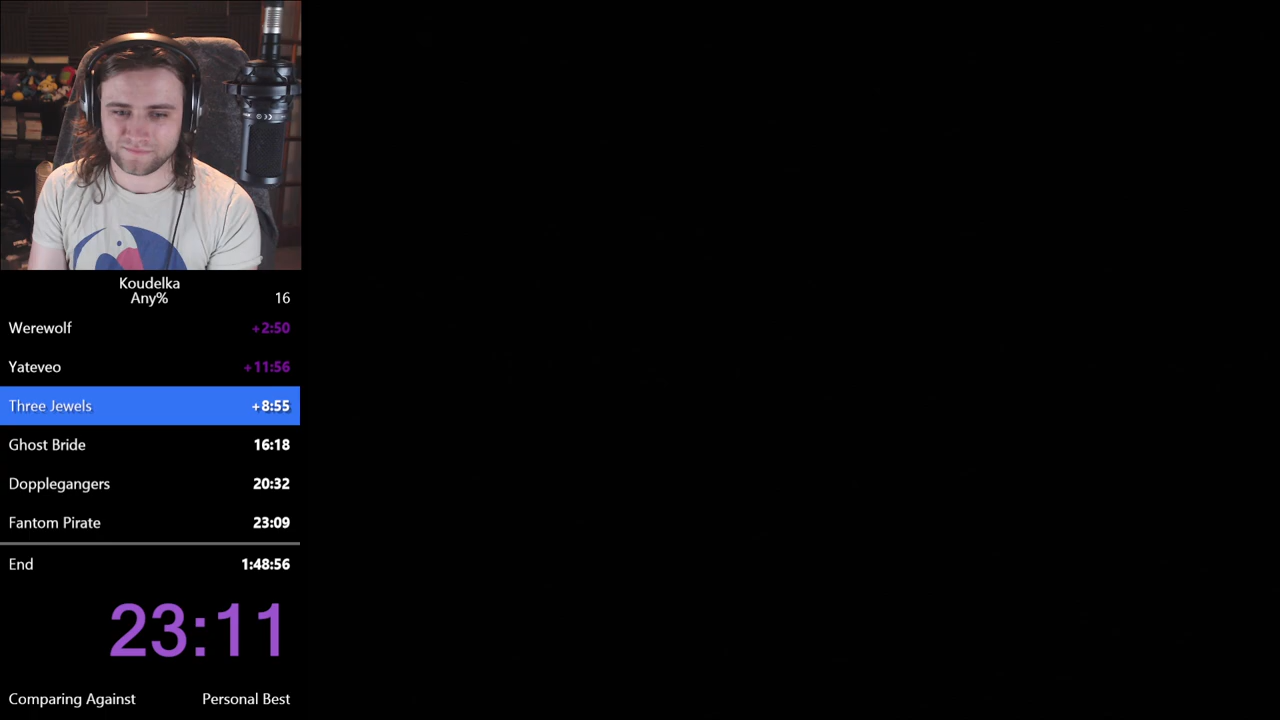 Koudelka
Any%
16
Werewolf +2:50
Yateveo +11:56
Three Jewels +8:55
Ghost Bride 16:18
Dopplegangers 20:32
Fantom Pirate 23:09
End 1:48:56
23:11
Comparing Against Personal Best